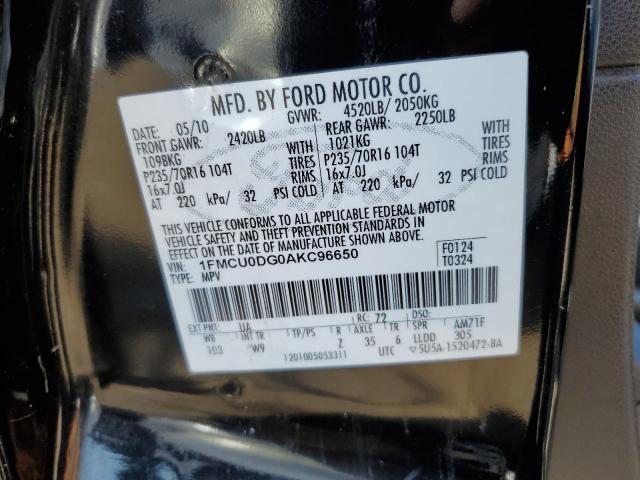 MFD. BY FORD MOTOR CO.
DATE: 05/10 GVWR: 4520LB/ 2050KG
FRONT GAWR: 2420LB REAR GAWR: 2250LB
1098KG WITH 1021KG WITH
P235/70R16 104T TIRES P235/70R16 104T TIRES
16x7.0J RIMS 16x7.0J RIMS
AT 220 kPa/ 32 PSI COLD AT 220 kPa/ 32 PSI COLD
THIS VEHICLE CONFORMS TO ALL APPLICABLE FEDERAL MOTOR
VEHICLE SAFETY AND THEFT PREVENTION STANDARDS IN
EFFECT ON THE DATE OF MANUFACTURE SHOWN ABOVE.
VIN: 1FMCU0DG0AKC96650 F0124
TYPE: MPV T0324
EXT PNT: UA RC: 72 DSO:
WB INT TR TP/PS R AXLE TR SPR AM71F
103 W9 Z 35 6 LLDD 305
1201005053311 UTC ▽5U5A-1520472-BA